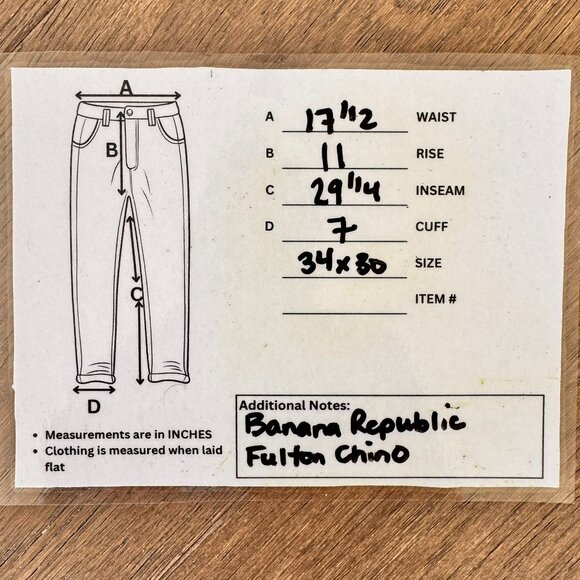 A
B
C
D
A 17 1/2 WAIST
B 11 RISE
C 29 1/4 INSEAM
D 7 CUFF
34x30 SIZE
ITEM #
• Measurements are in INCHES
• Clothing is measured when laid
flat
Additional Notes:
Banana Republic
Fulton Chino